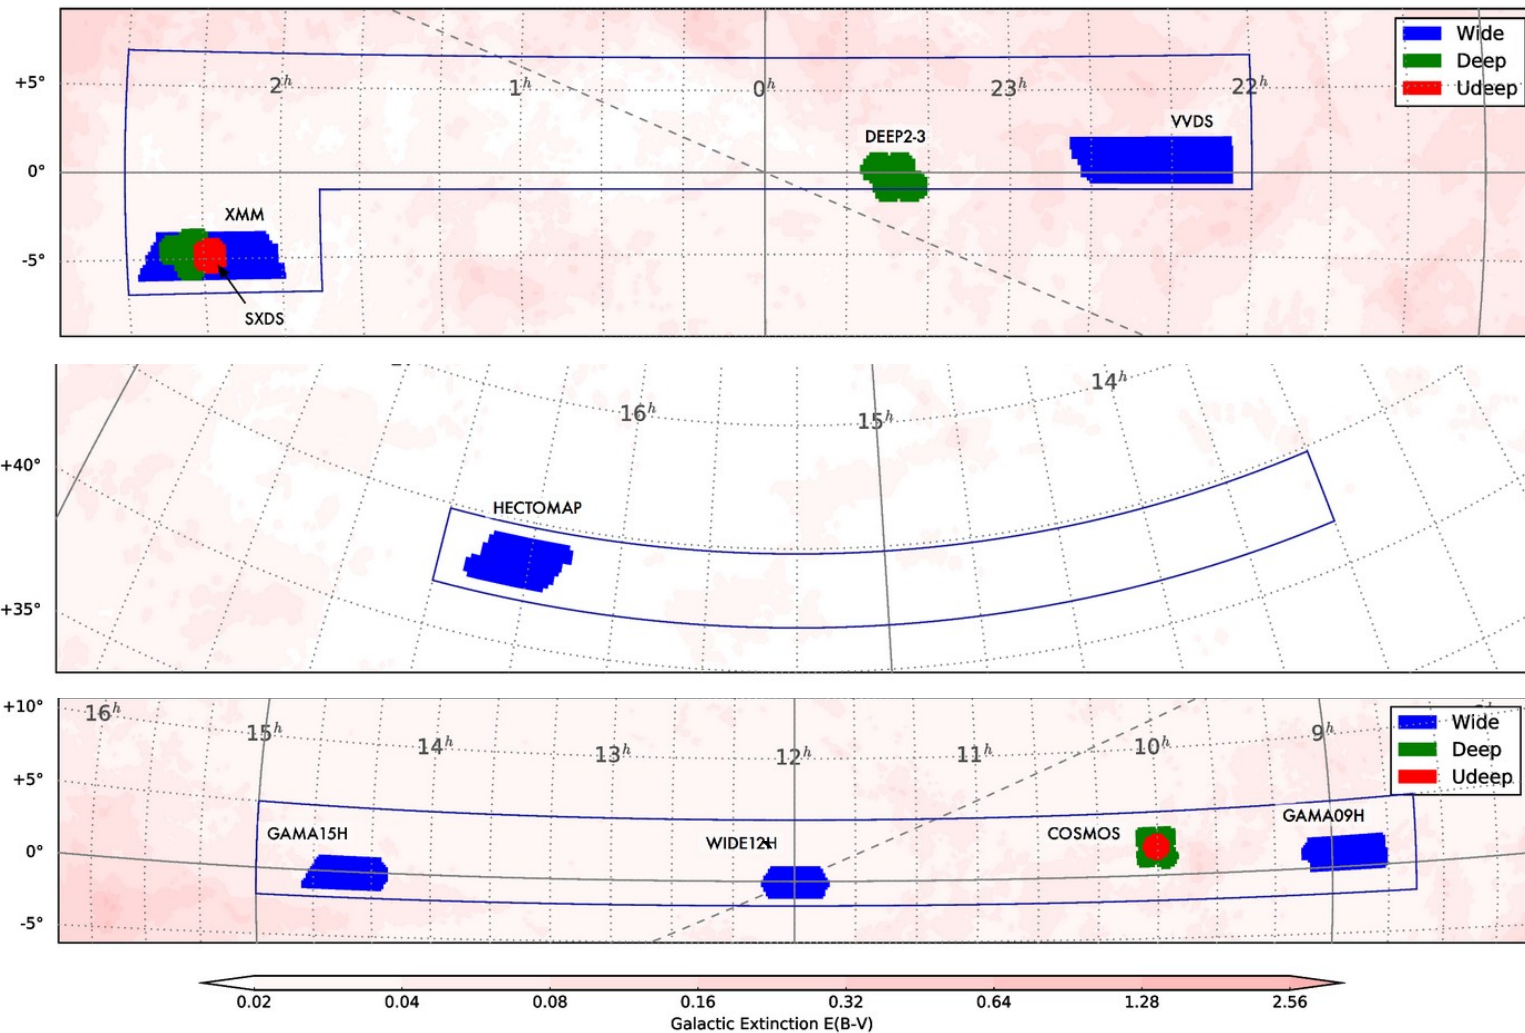 Wide
Deep
Udeep
+5°
2h
1h
0h
23h
22h
VVDS
DEEP2-3
0°
XMM
-5°
SXDS
14h
16h
15h
+40°
HECTOMAP
+35°
+10°
16h
15h
14h
13h
12h
11h
10h
9h
Wide
Deep
Udeep
+5°
GAMA15H
WIDE12H
COSMOS
GAMA09H
0°
-5°
0.02 0.04 0.08 0.16 0.32 0.64 1.28 2.56
Galactic Extinction E(B-V)